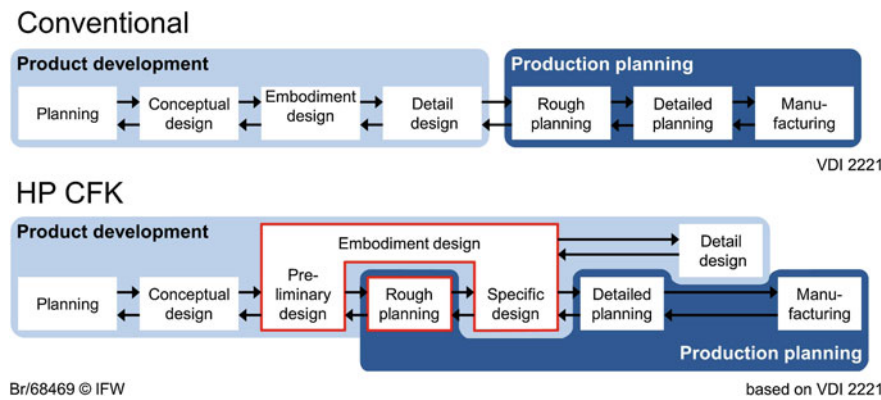 Conventional
Product development
Production planning
Planning
Conceptual
design
Embodiment
design
Detail
design
Rough
planning
Detailed
planning
Manu-
facturing
VDI 2221
HP CFK
Product development
Embodiment design
Detail
design
Planning
Conceptual
design
Pre-
liminary
design
Rough
planning
Specific
design
Detailed
planning
Manu-
facturing
Production planning
Br/68469 © IFW
based on VDI 2221